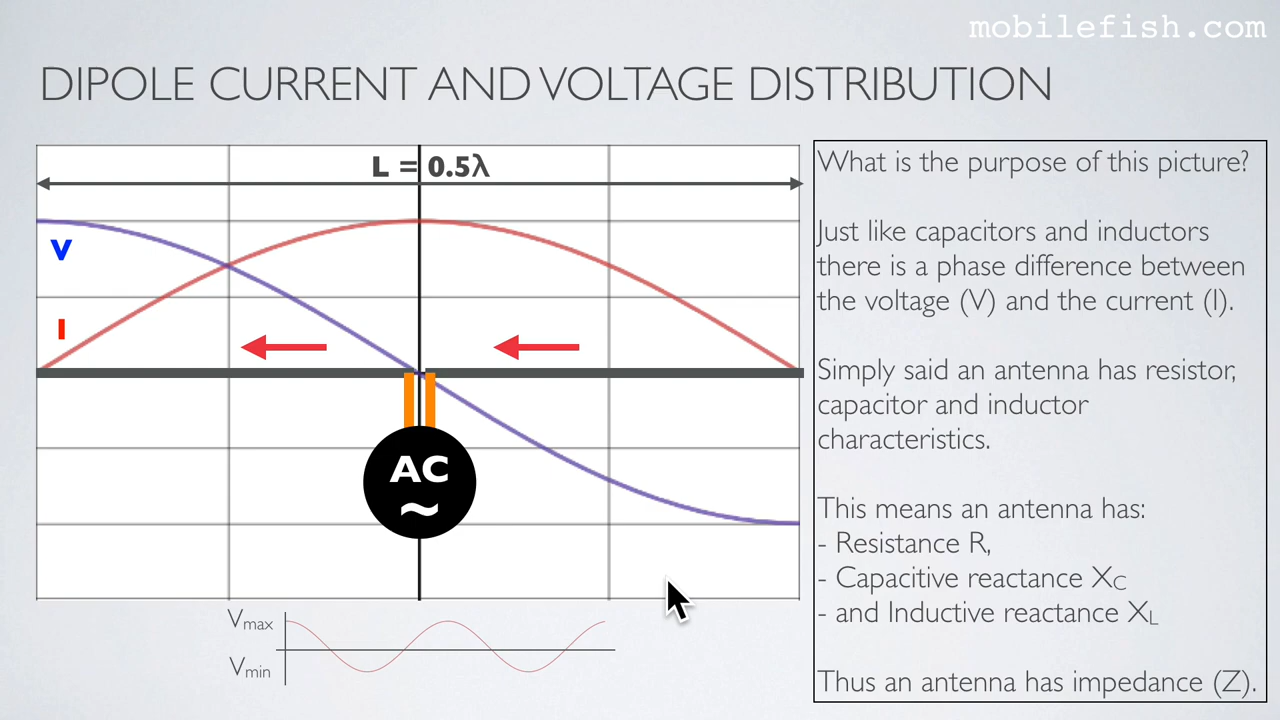 mobilefish.com
DIPOLE CURRENT AND VOLTAGE DISTRIBUTION
L = 0.5λ
V
I
AC
~
Vmax
Vmin
What is the purpose of this picture?
Just like capacitors and inductors
there is a phase difference between
the voltage (V) and the current (I).
Simply said an antenna has resistor,
capacitor and inductor
characteristics.
This means an antenna has:
- Resistance R,
- Capacitive reactance XC
- and Inductive reactance XL
Thus an antenna has impedance (Z).